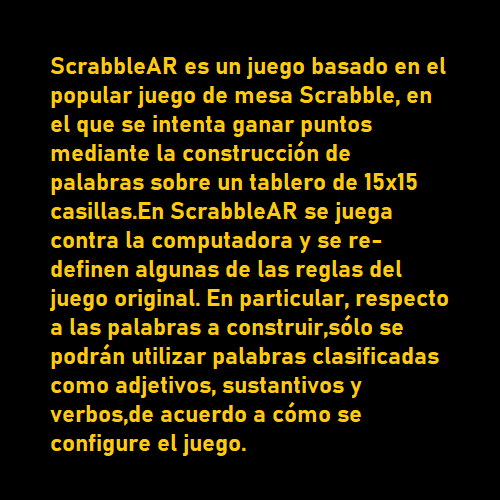 ScrabbleAR es un juego basado en el
popular juego de mesa Scrabble, en
el que se intenta ganar puntos
mediante la construcción de
palabras sobre un tablero de 15x15
casillas.En ScrabbleAR se juega
contra la computadora y se re-
definen algunas de las reglas del
juego original. En particular, respecto
a las palabras a construir,sólo se
podrán utilizar palabras clasificadas
como adjetivos, sustantivos y
verbos,de acuerdo a cómo se
configure el juego.